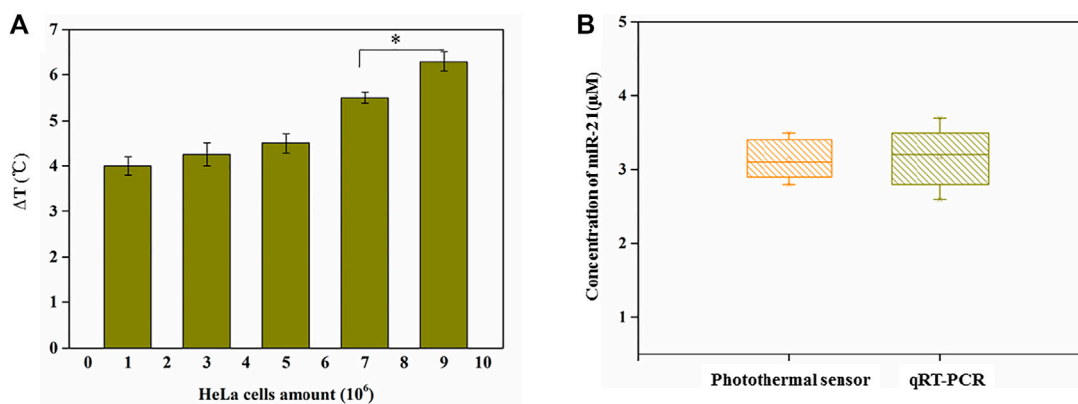 A
7
6
5
4
3
2
1
0
ΔT (℃)
*
0 1 2 3 4 5 6 7 8 9 10
HeLa cells amount (10⁶)
B
5
4
3
2
1
Concentration of miR-21(μM)
Photothermal sensor qRT-PCR